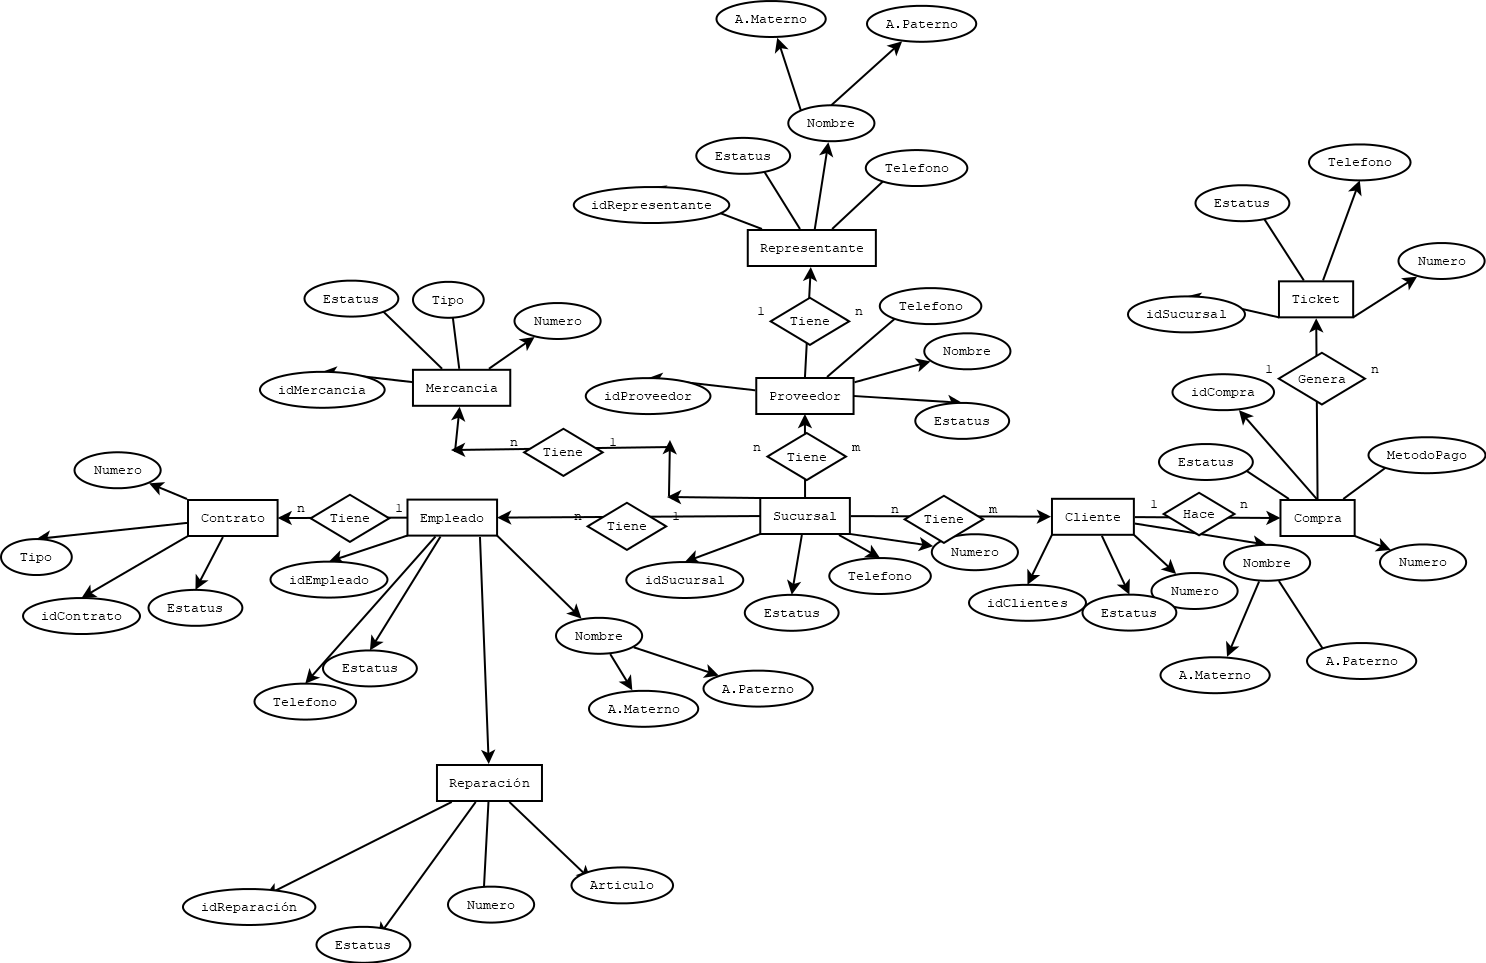 A.Materno
A.Paterno
Nombre
Estatus
Telefono
Telefono
idRepresentante
Estatus
Representante
Numero
Estatus
Tipo
Telefono
Ticket
Numero
1
Tiene
n
idSucursal
Nombre
1
Genera
n
idMercancia
Mercancia
idProveedor
Proveedor
idCompra
Estatus
n
Tiene
1
n
Tiene
m
MetodoPago
Numero
Estatus
Contrato
n
Tiene
1
Empleado
n
Tiene
1
Sucursal
n
Tiene
m
Cliente
1
Hace
n
Compra
Tipo
idEmpleado
idSucursal
Telefono
Numero
Nombre
Numero
idContrato
Estatus
Estatus
idClientes
Estatus
Numero
Nombre
Estatus
A.Materno
A.Paterno
Telefono
A.Materno
A.Paterno
Reparación
idReparación
Numero
Articulo
Estatus